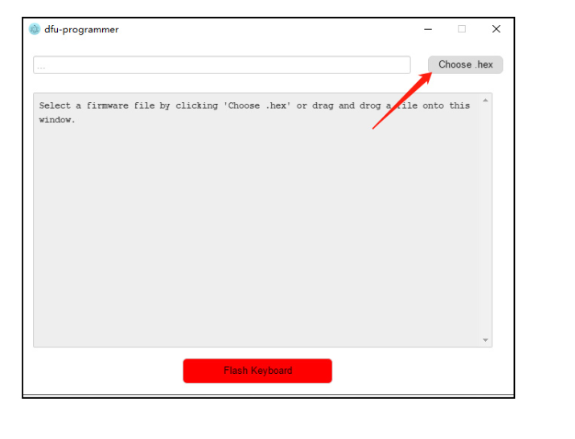 dfu-programmer
...
Choose .hex
Select a firmware file by clicking 'Choose .hex' or drag and drog a file onto this
window.
Flash Keyboard